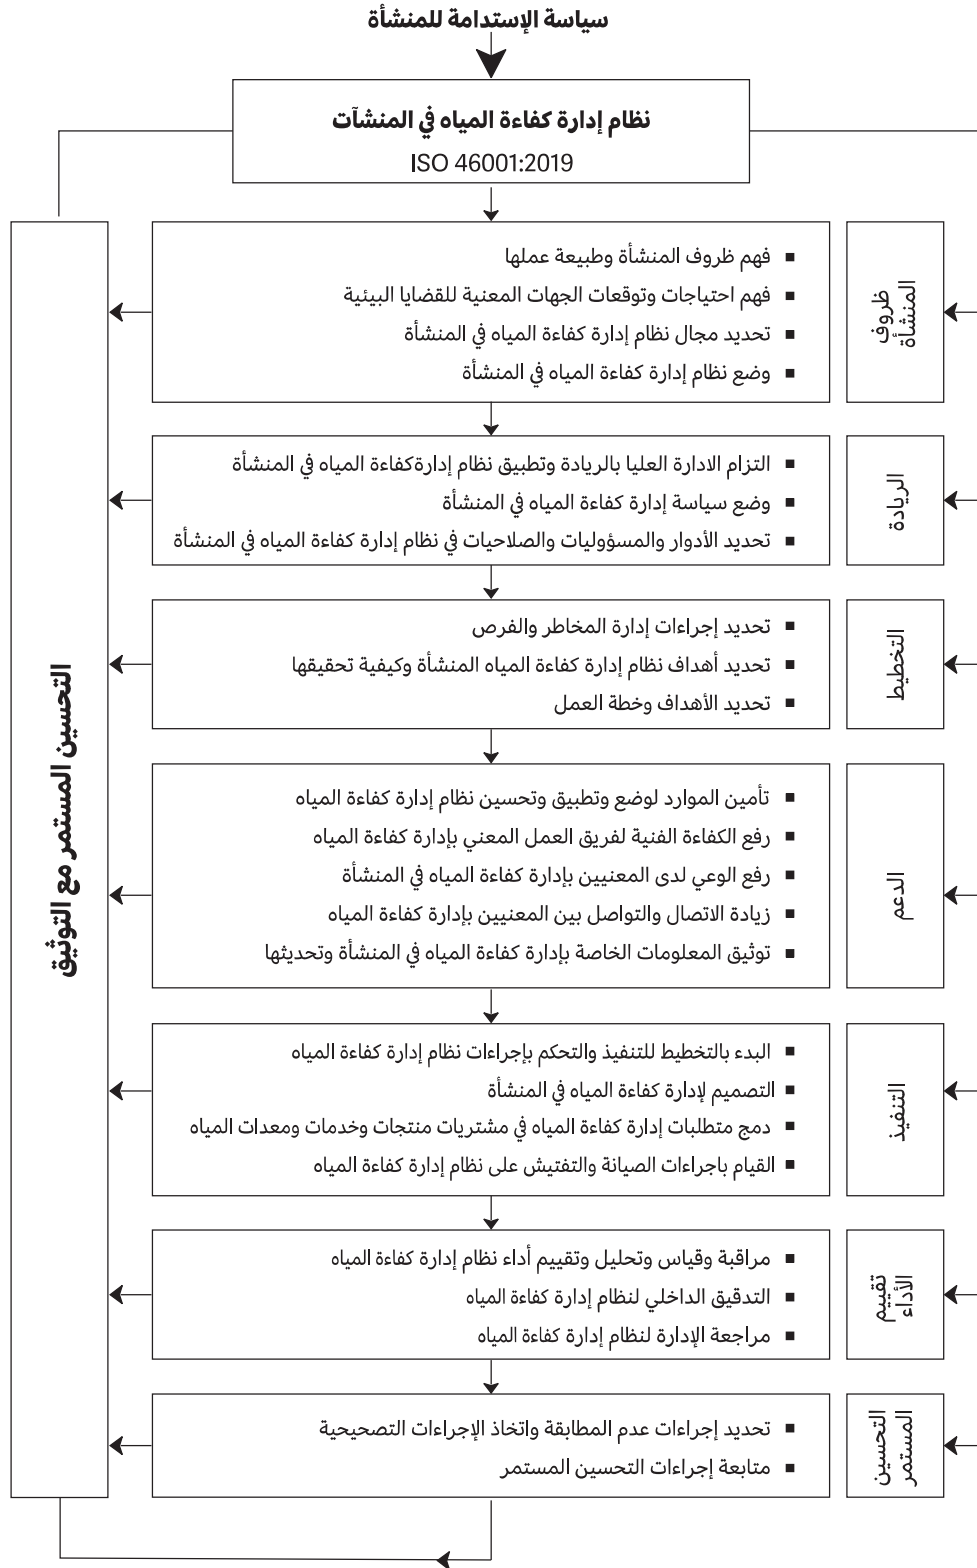 سياسة الإستدامة للمنشأة
نظام إدارة كفاءة المياه في المنشآت
ISO 46001:2019
ظروف
المنشأة
فهم ظروف المنشأة وطبيعة عملها
فهم احتياجات وتوقعات الجهات المعنية للقضايا البيئية
تحديد مجال نظام إدارة كفاءة المياه في المنشأة
وضع نظام إدارة كفاءة المياه في المنشأة
الريادة
التزام الادارة العليا بالريادة وتطبيق نظام إدارةكفاءة المياه في المنشأة
وضع سياسة إدارة كفاءة المياه في المنشأة
تحديد الأدوار والمسؤوليات والصلاحيات في نظام إدارة كفاءة المياه في المنشأة
التخطيط
تحديد إجراءات إدارة المخاطر والفرص
تحديد أهداف نظام إدارة كفاءة المياه المنشأة وكيفية تحقيقها
تحديد الأهداف وخطة العمل
الدعم
تأمين الموارد لوضع وتطبيق وتحسين نظام إدارة كفاءة المياه
رفع الكفاءة الفنية لفريق العمل المعني بإدارة كفاءة المياه
رفع الوعي لدى المعنيين بإدارة كفاءة المياه في المنشأة
زيادة الاتصال والتواصل بين المعنيين بإدارة كفاءة المياه
توثيق المعلومات الخاصة بإدارة كفاءة المياه في المنشأة وتحديثها
التنفيذ
البدء بالتخطيط للتنفيذ والتحكم بإجراءات نظام إدارة كفاءة المياه
التصميم لإدارة كفاءة المياه في المنشأة
دمج متطلبات إدارة كفاءة المياه في مشتريات منتجات وخدمات ومعدات المياه
القيام باجراءات الصيانة والتفتيش على نظام إدارة كفاءة المياه
تقييم
الأداء
مراقبة وقياس وتحليل وتقييم أداء نظام إدارة كفاءة المياه
التدقيق الداخلي لنظام إدارة كفاءة المياه
مراجعة الإدارة لنظام إدارة كفاءة المياه
التحسين
المستمر
تحديد إجراءات عدم المطابقة واتخاذ الإجراءات التصحيحية
متابعة إجراءات التحسين المستمر
التحسين المستمر مع التوثيق